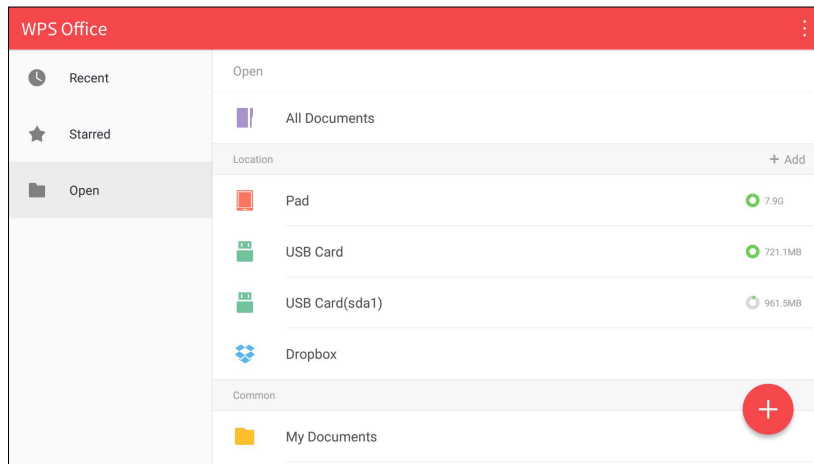 WPS Office
Recent
Starred
Open
Open
All Documents
Location + Add
Pad 7.9G
USB Card 721.1MB
USB Card(sda1) 961.5MB
Dropbox
Common
My Documents